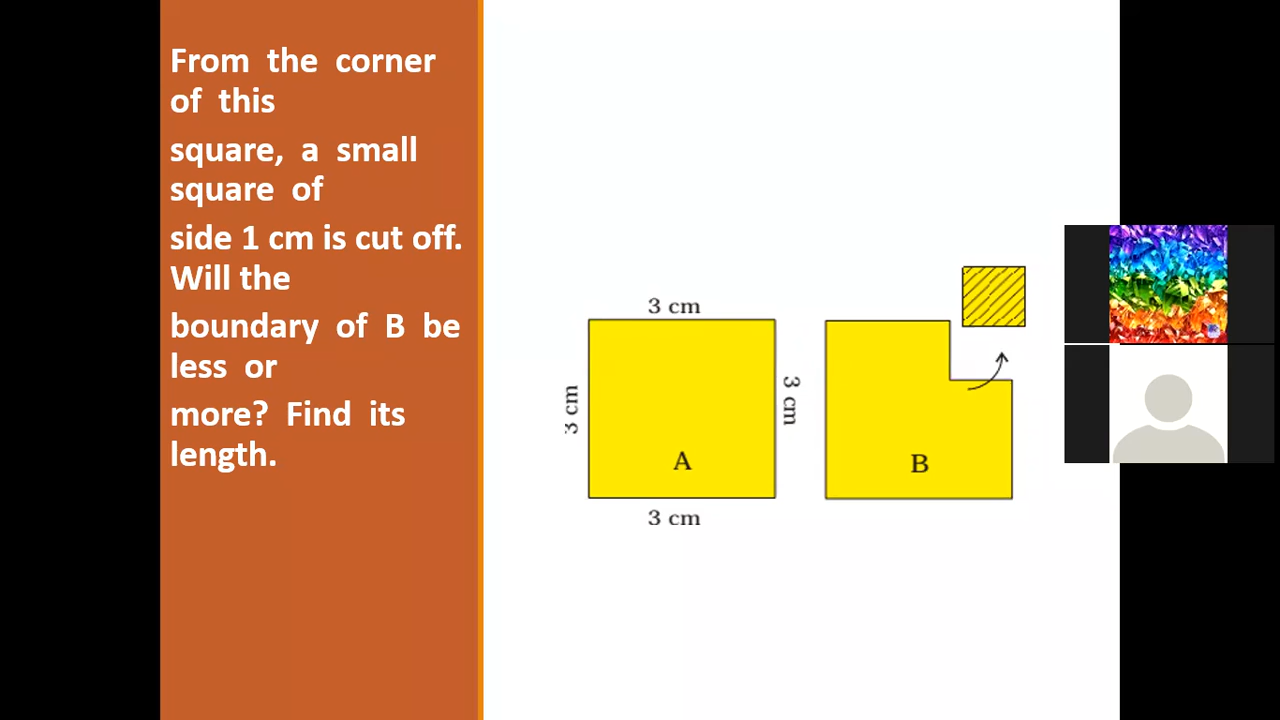 From the corner
of this
square, a small
square of
side 1 cm is cut off.
Will the
boundary of B be
less or
more? Find its
length.
3 cm
3 cm
3 cm
A
3 cm
B